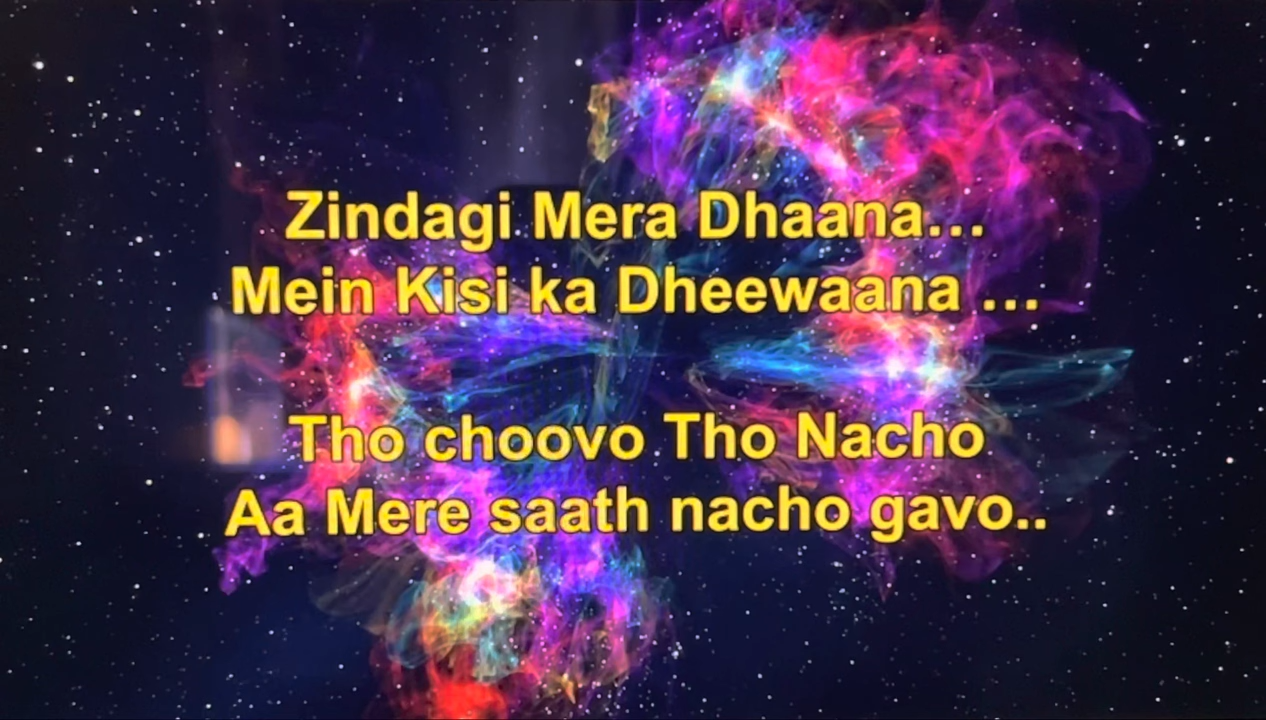 Zindagi Mera Dhaana...
Mein Kisi ka Dheewaana ...
Tho choovo Tho Nacho
Aa Mere saath nacho gavo..